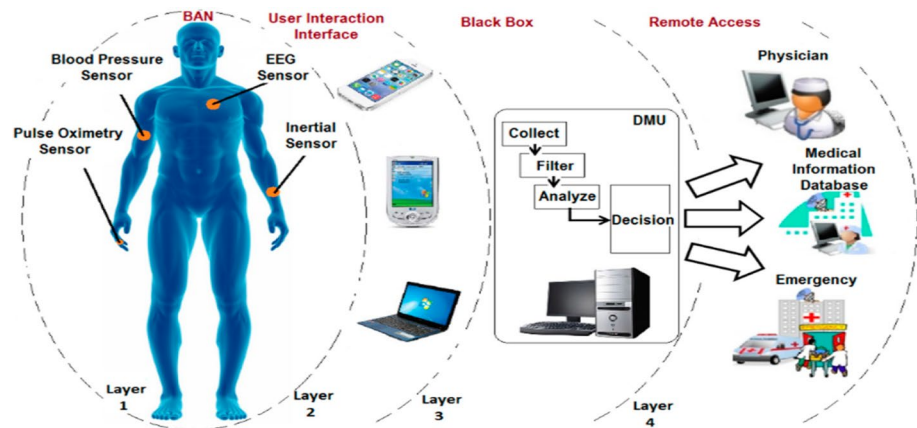 BAN
User Interaction
Interface
Black Box
Remote Access
Blood Pressure
Sensor
EEG
Sensor
Pulse Oximetry
Sensor
Inertial
Sensor
DMU
Collect
Filter
Analyze
Decision
Physician
Medical
Information
Database
Emergency
Layer
1
Layer
2
Layer
3
Layer
4